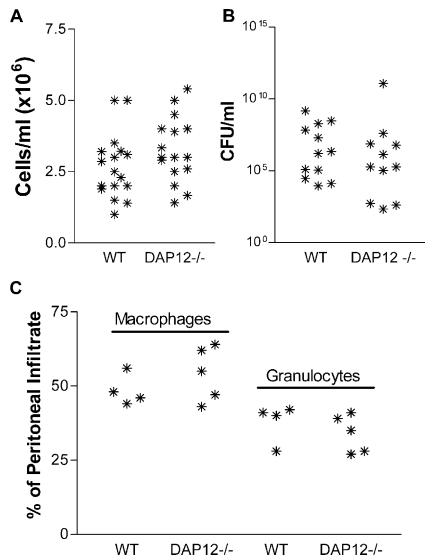 A
Cells/ml (x10⁶)
7.5
5.0
2.5
0.0
WT DAP12-/-
B
CFU/ml
10¹⁵
10¹⁰
10⁵
10⁰
WT DAP12 -/-
C
% of Peritoneal Infiltrate
75
50
25
0
Macrophages
Granulocytes
WT DAP12-/- WT DAP12-/-